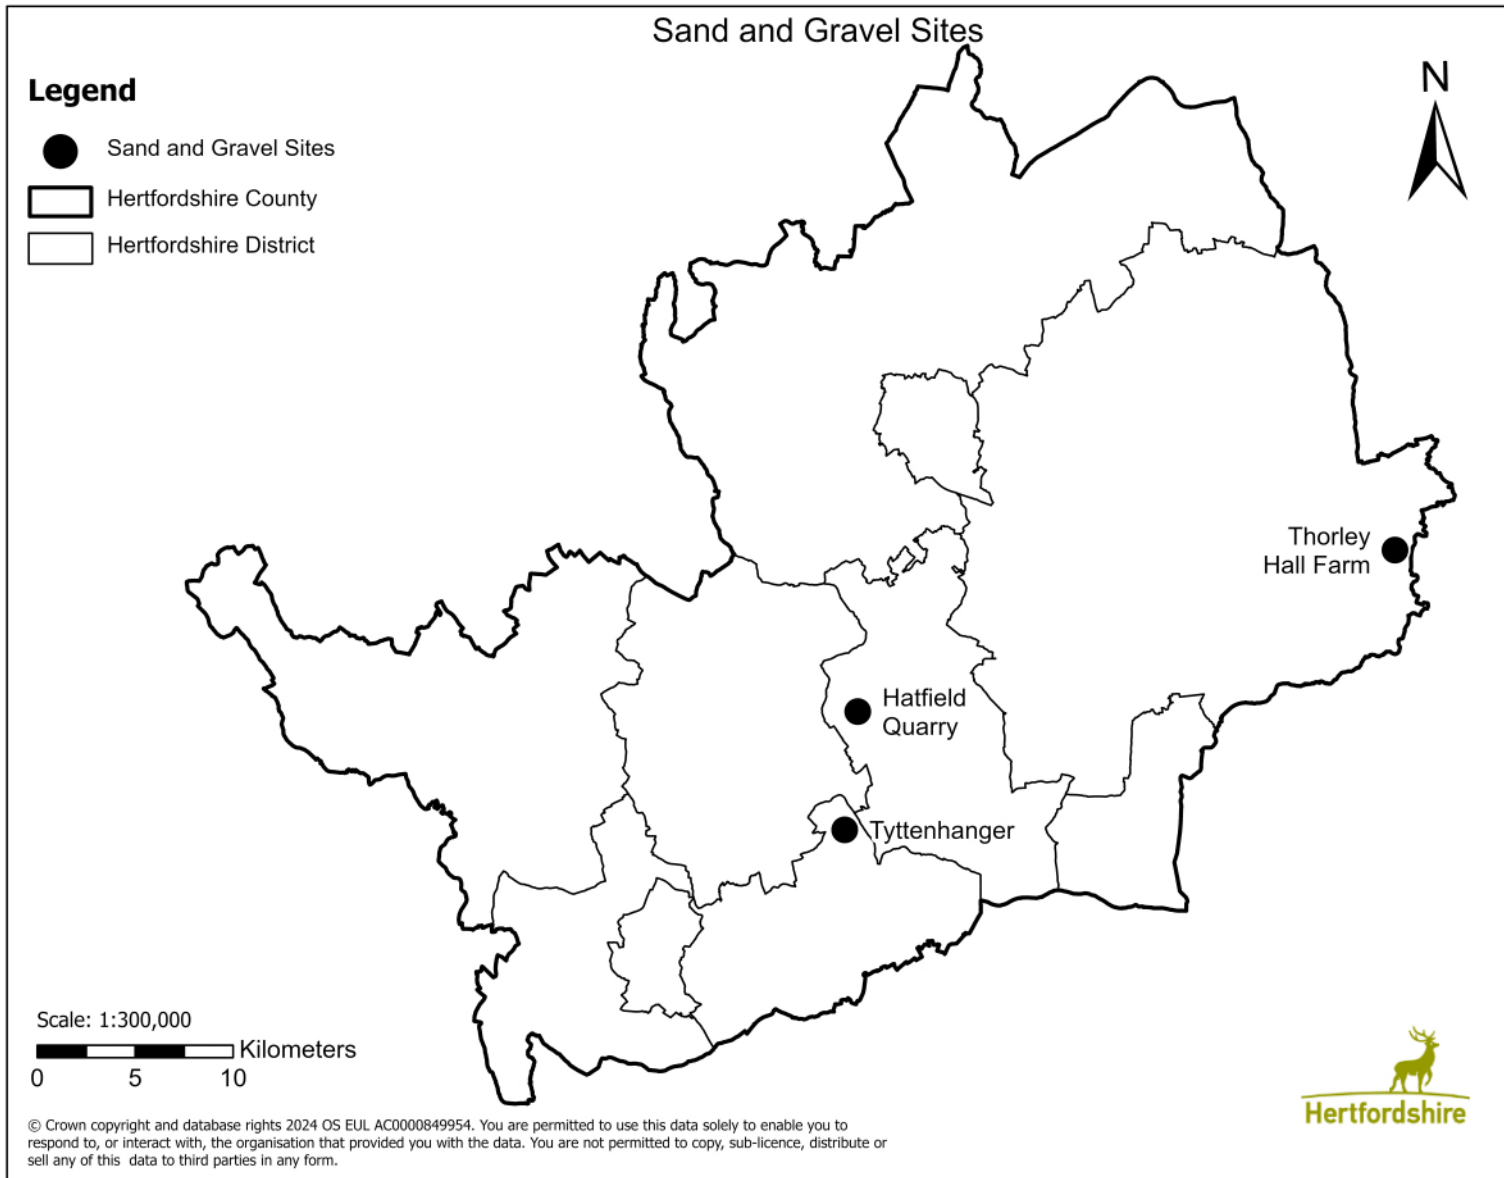 Sand and Gravel Sites
Legend
Sand and Gravel Sites
Hertfordshire County
Hertfordshire District
N
Thorley
Hall Farm
Hatfield
Quarry
Tyttenhanger
Scale: 1:300,000
Kilometers
0 5 10
Hertfordshire
© Crown copyright and database rights 2024 OS EUL AC0000849954. You are permitted to use this data solely to enable you to
respond to, or interact with, the organisation that provided you with the data. You are not permitted to copy, sub-licence, distribute or
sell any of this data to third parties in any form.